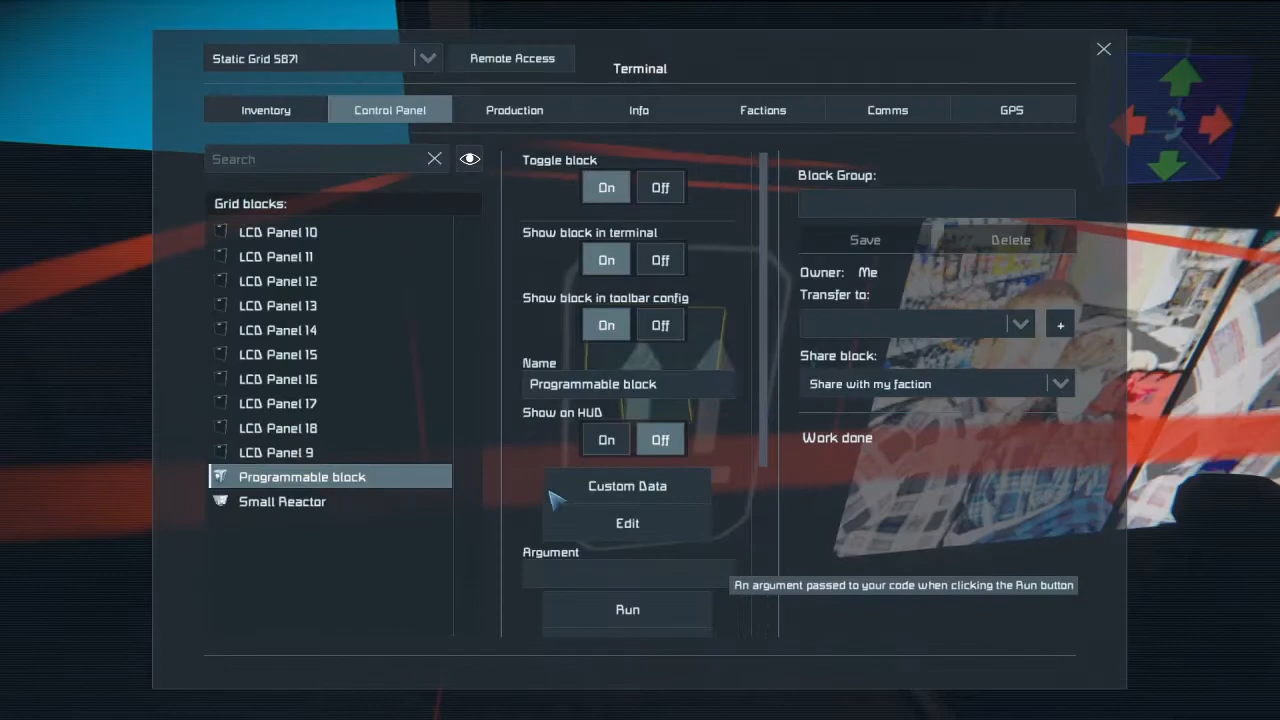 Static Grid 5871
Remote Access
Terminal
Inventory
Control Panel
Production
Info
Factions
Comms
GPS
Search
Grid blocks:
LCD Panel 10
LCD Panel 11
LCD Panel 12
LCD Panel 13
LCD Panel 14
LCD Panel 15
LCD Panel 16
LCD Panel 17
LCD Panel 18
LCD Panel 9
Programmable block
Small Reactor
Toggle block
On Off
Show block in terminal
On Off
Show block in toolbar config
On Off
Name
Programmable block
Show on HUD
On Off
Custom Data
Edit
Argument
Run
An argument passed to your code when clicking the Run button
Block Group:
Save Delete
Owner: Me
Transfer to:
+
Share block:
Share with my faction
Work done